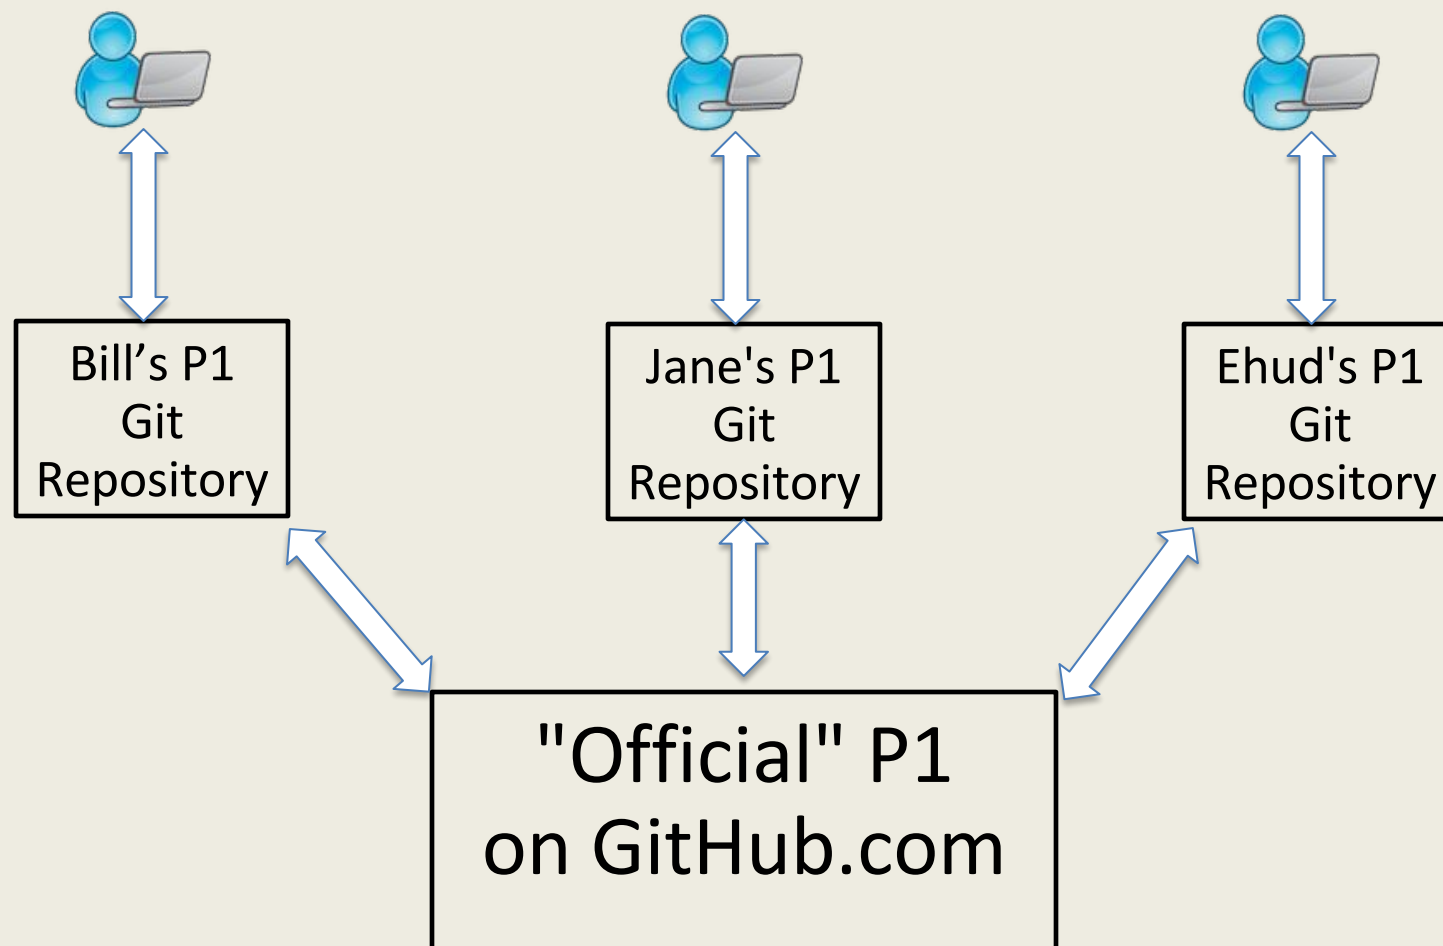 Bill’s P1
Git
Repository
Jane's P1
Git
Repository
Ehud's P1
Git
Repository
"Official" P1
on GitHub.com